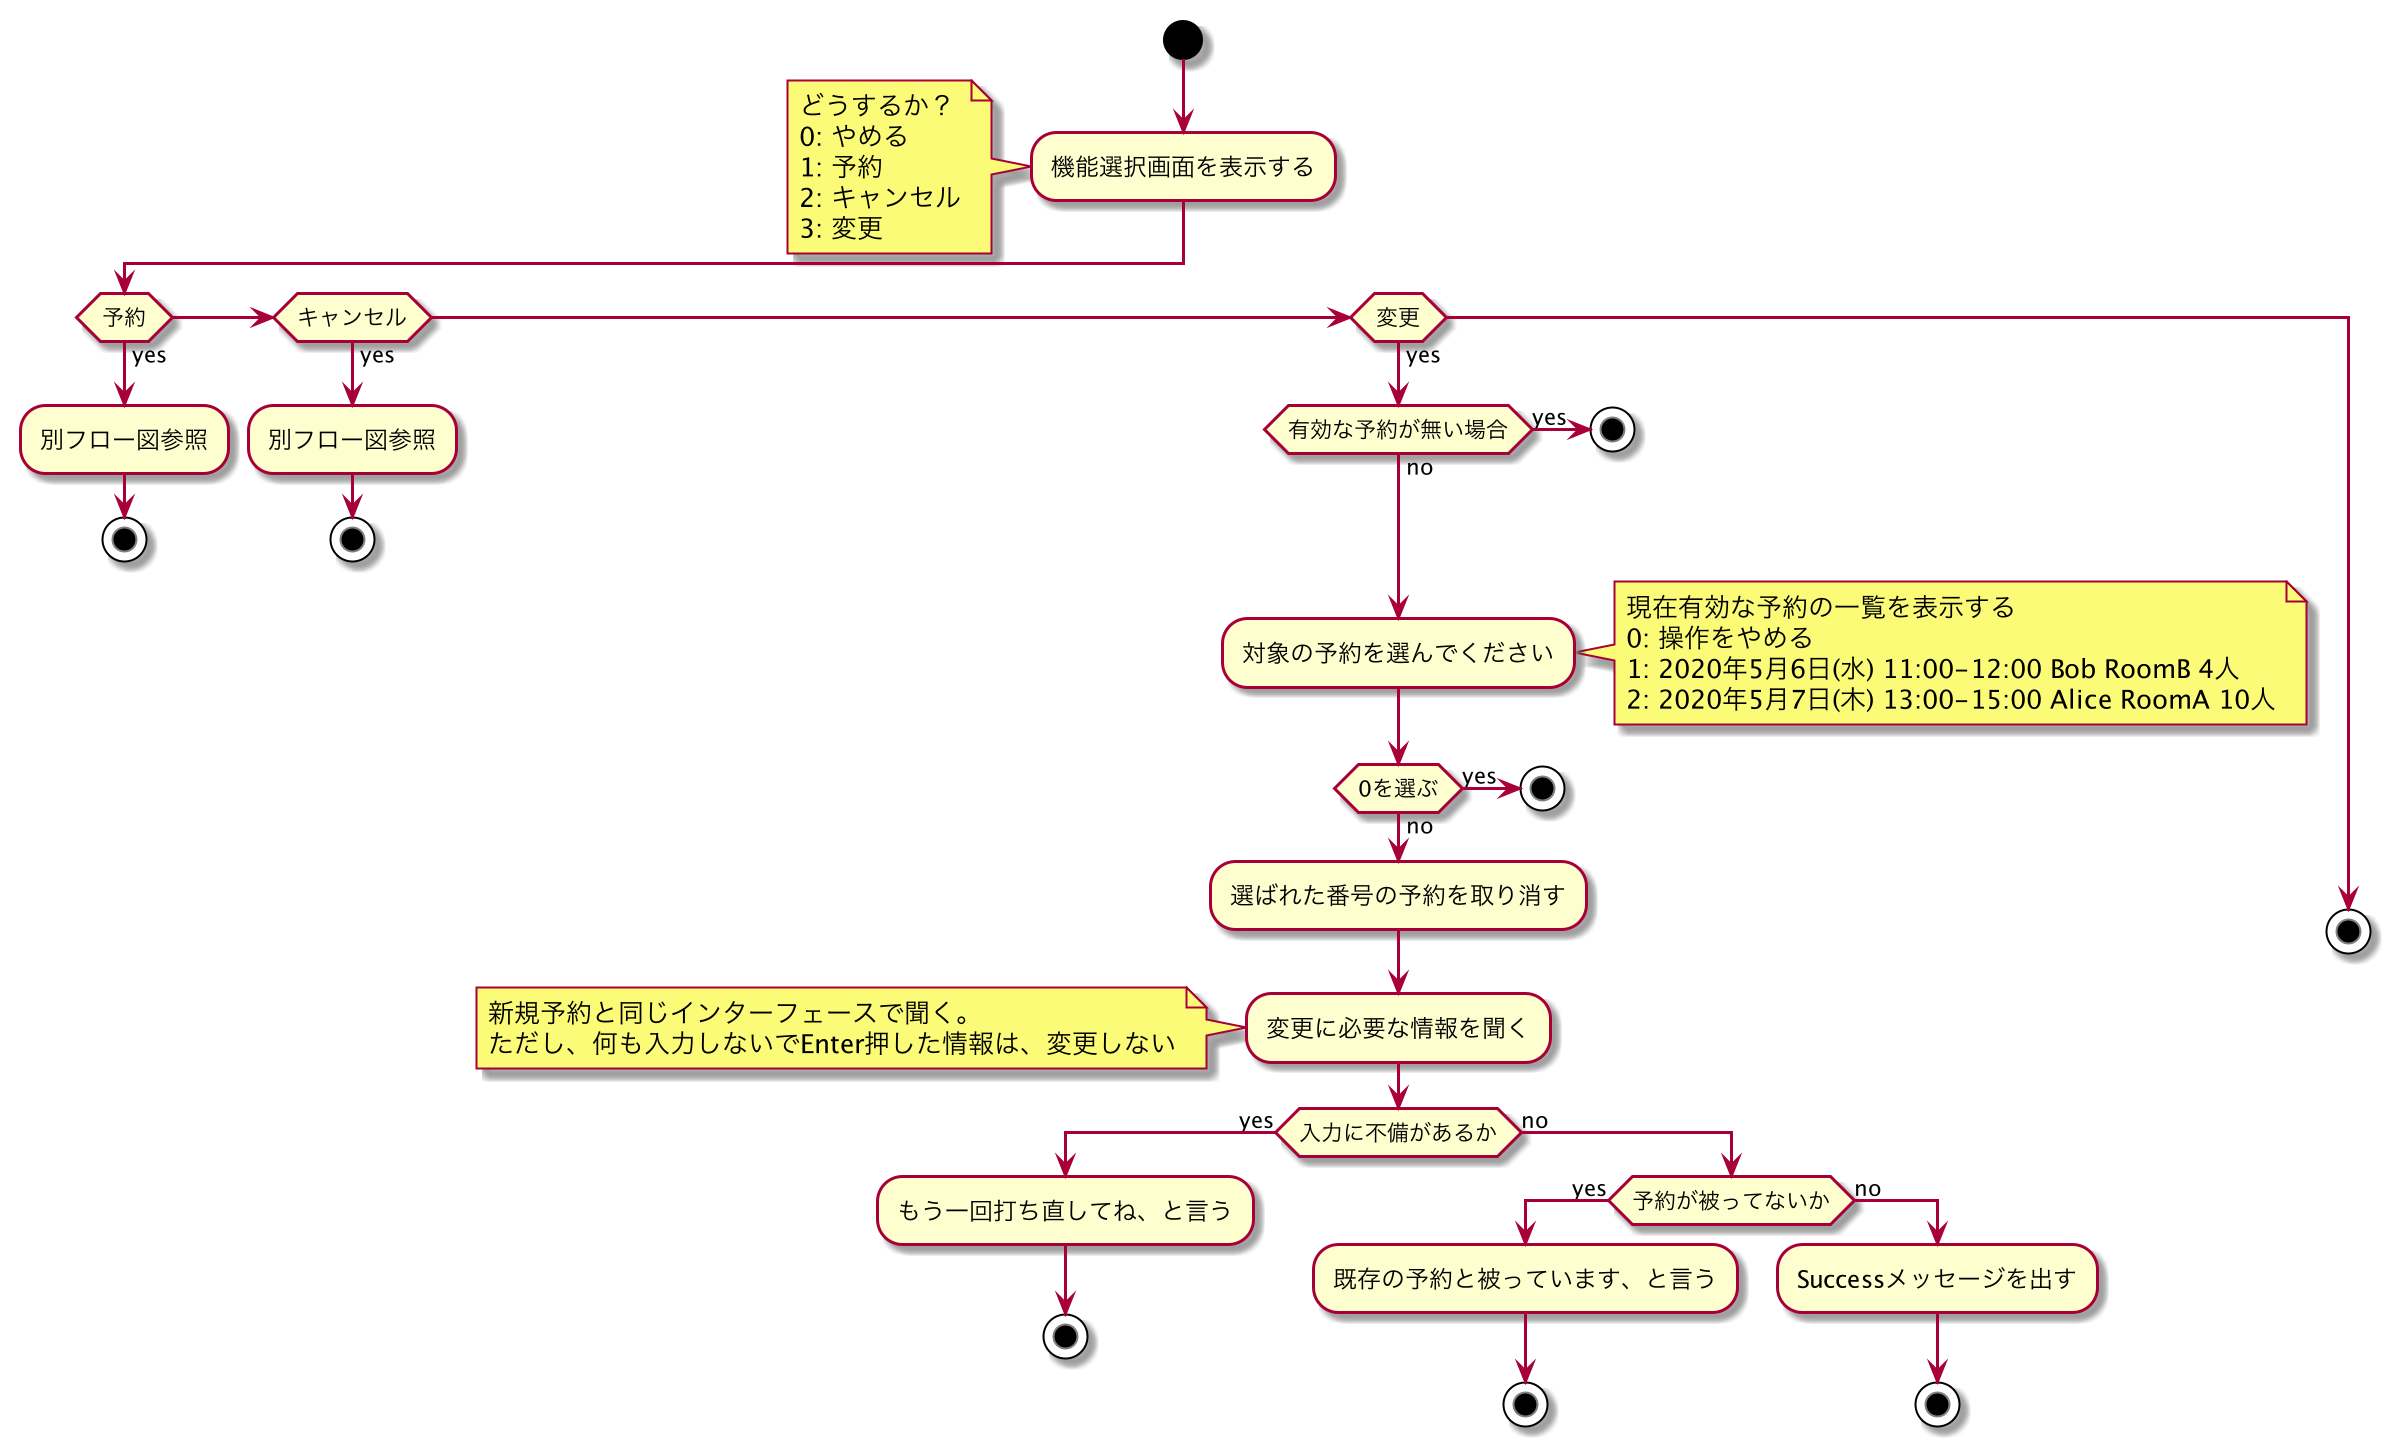 どうするか？
0: やめる
1: 予約
2: キャンセル
3: 変更
機能選択画面を表示する
予約
キャンセル
変更
yes
yes
yes
別フロー図参照
別フロー図参照
有効な予約が無い場合
yes
no
対象の予約を選んでください
現在有効な予約の一覧を表示する
0: 操作をやめる
1: 2020年5月6日(水) 11:00-12:00 Bob RoomB 4人
2: 2020年5月7日(木) 13:00-15:00 Alice RoomA 10人
0を選ぶ
yes
no
選ばれた番号の予約を取り消す
新規予約と同じインターフェースで聞く。
ただし、何も入力しないでEnter押した情報は、変更しない
変更に必要な情報を聞く
yes
入力に不備があるか
no
もう一回打ち直してね、と言う
yes
予約が被ってないか
no
既存の予約と被っています、と言う
Successメッセージを出す